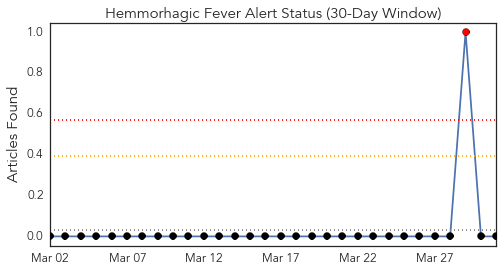 Hemmorhagic Fever Alert Status (30-Day Window)
Articles Found
1.0
0.8
0.6
0.4
0.2
0.0
Mar 02 Mar 07 Mar 12 Mar 17 Mar 22 Mar 27